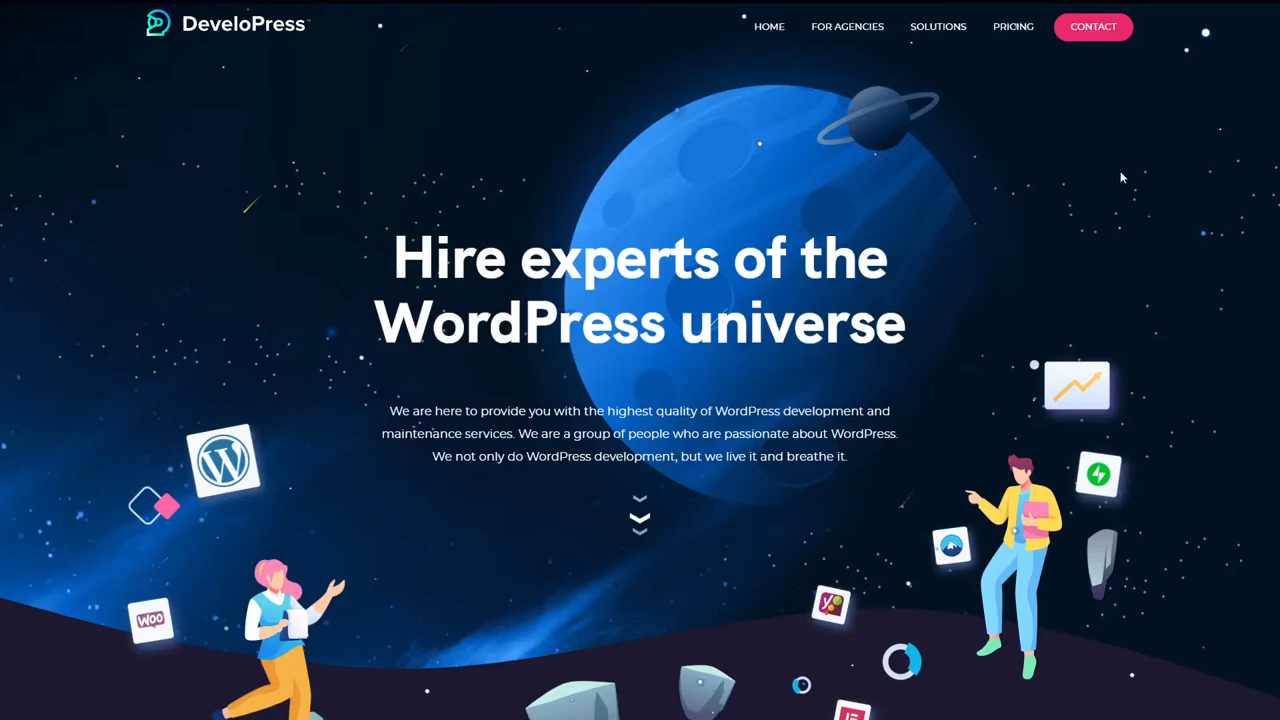 DeveloPress™
HOME
FOR AGENCIES
SOLUTIONS
PRICING
CONTACT
Hire experts of the
WordPress universe
We are here to provide you with the highest quality of WordPress development and
maintenance services. We are a group of people who are passionate about WordPress.
We not only do WordPress development, but we live it and breathe it.
W
WOO
y